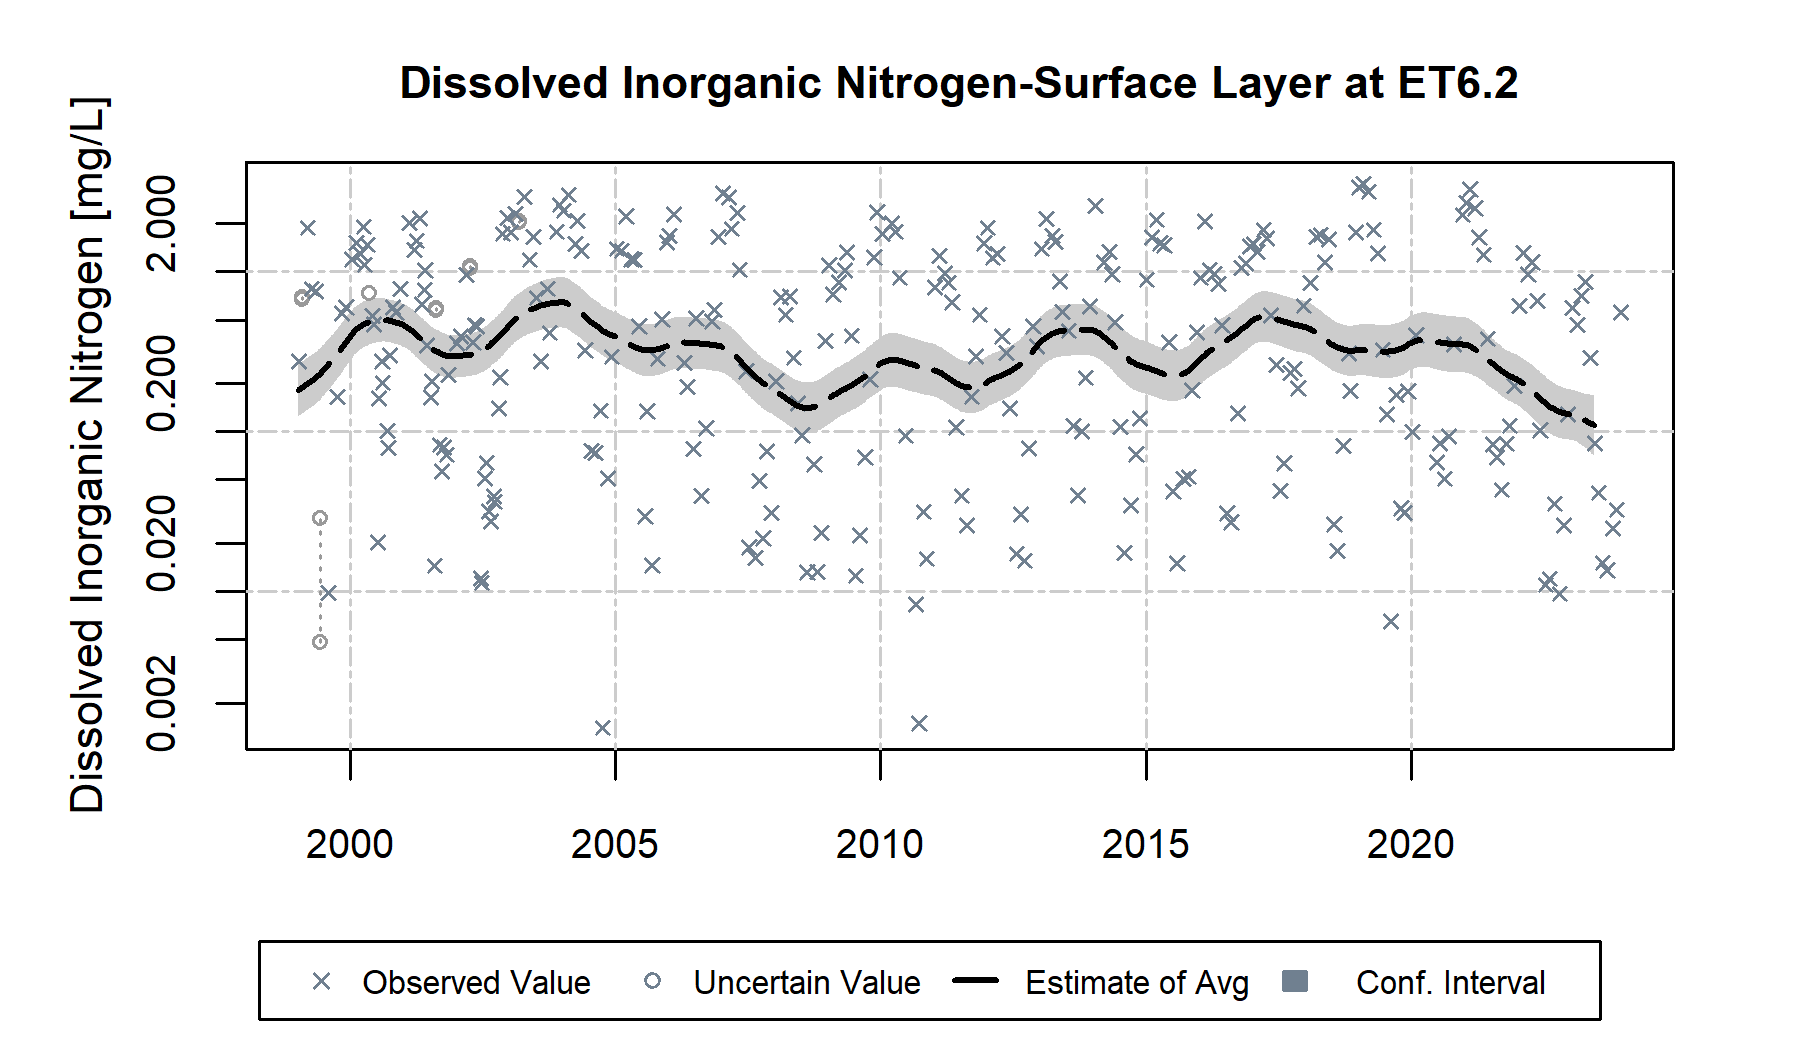 Dissolved Inorganic Nitrogen-Surface Layer at ET6.2
Dissolved Inorganic Nitrogen [mg/L]
2.000
0.200
0.020
0.002
2000 2005 2010 2015 2020
Observed Value Uncertain Value Estimate of Avg Conf. Interval